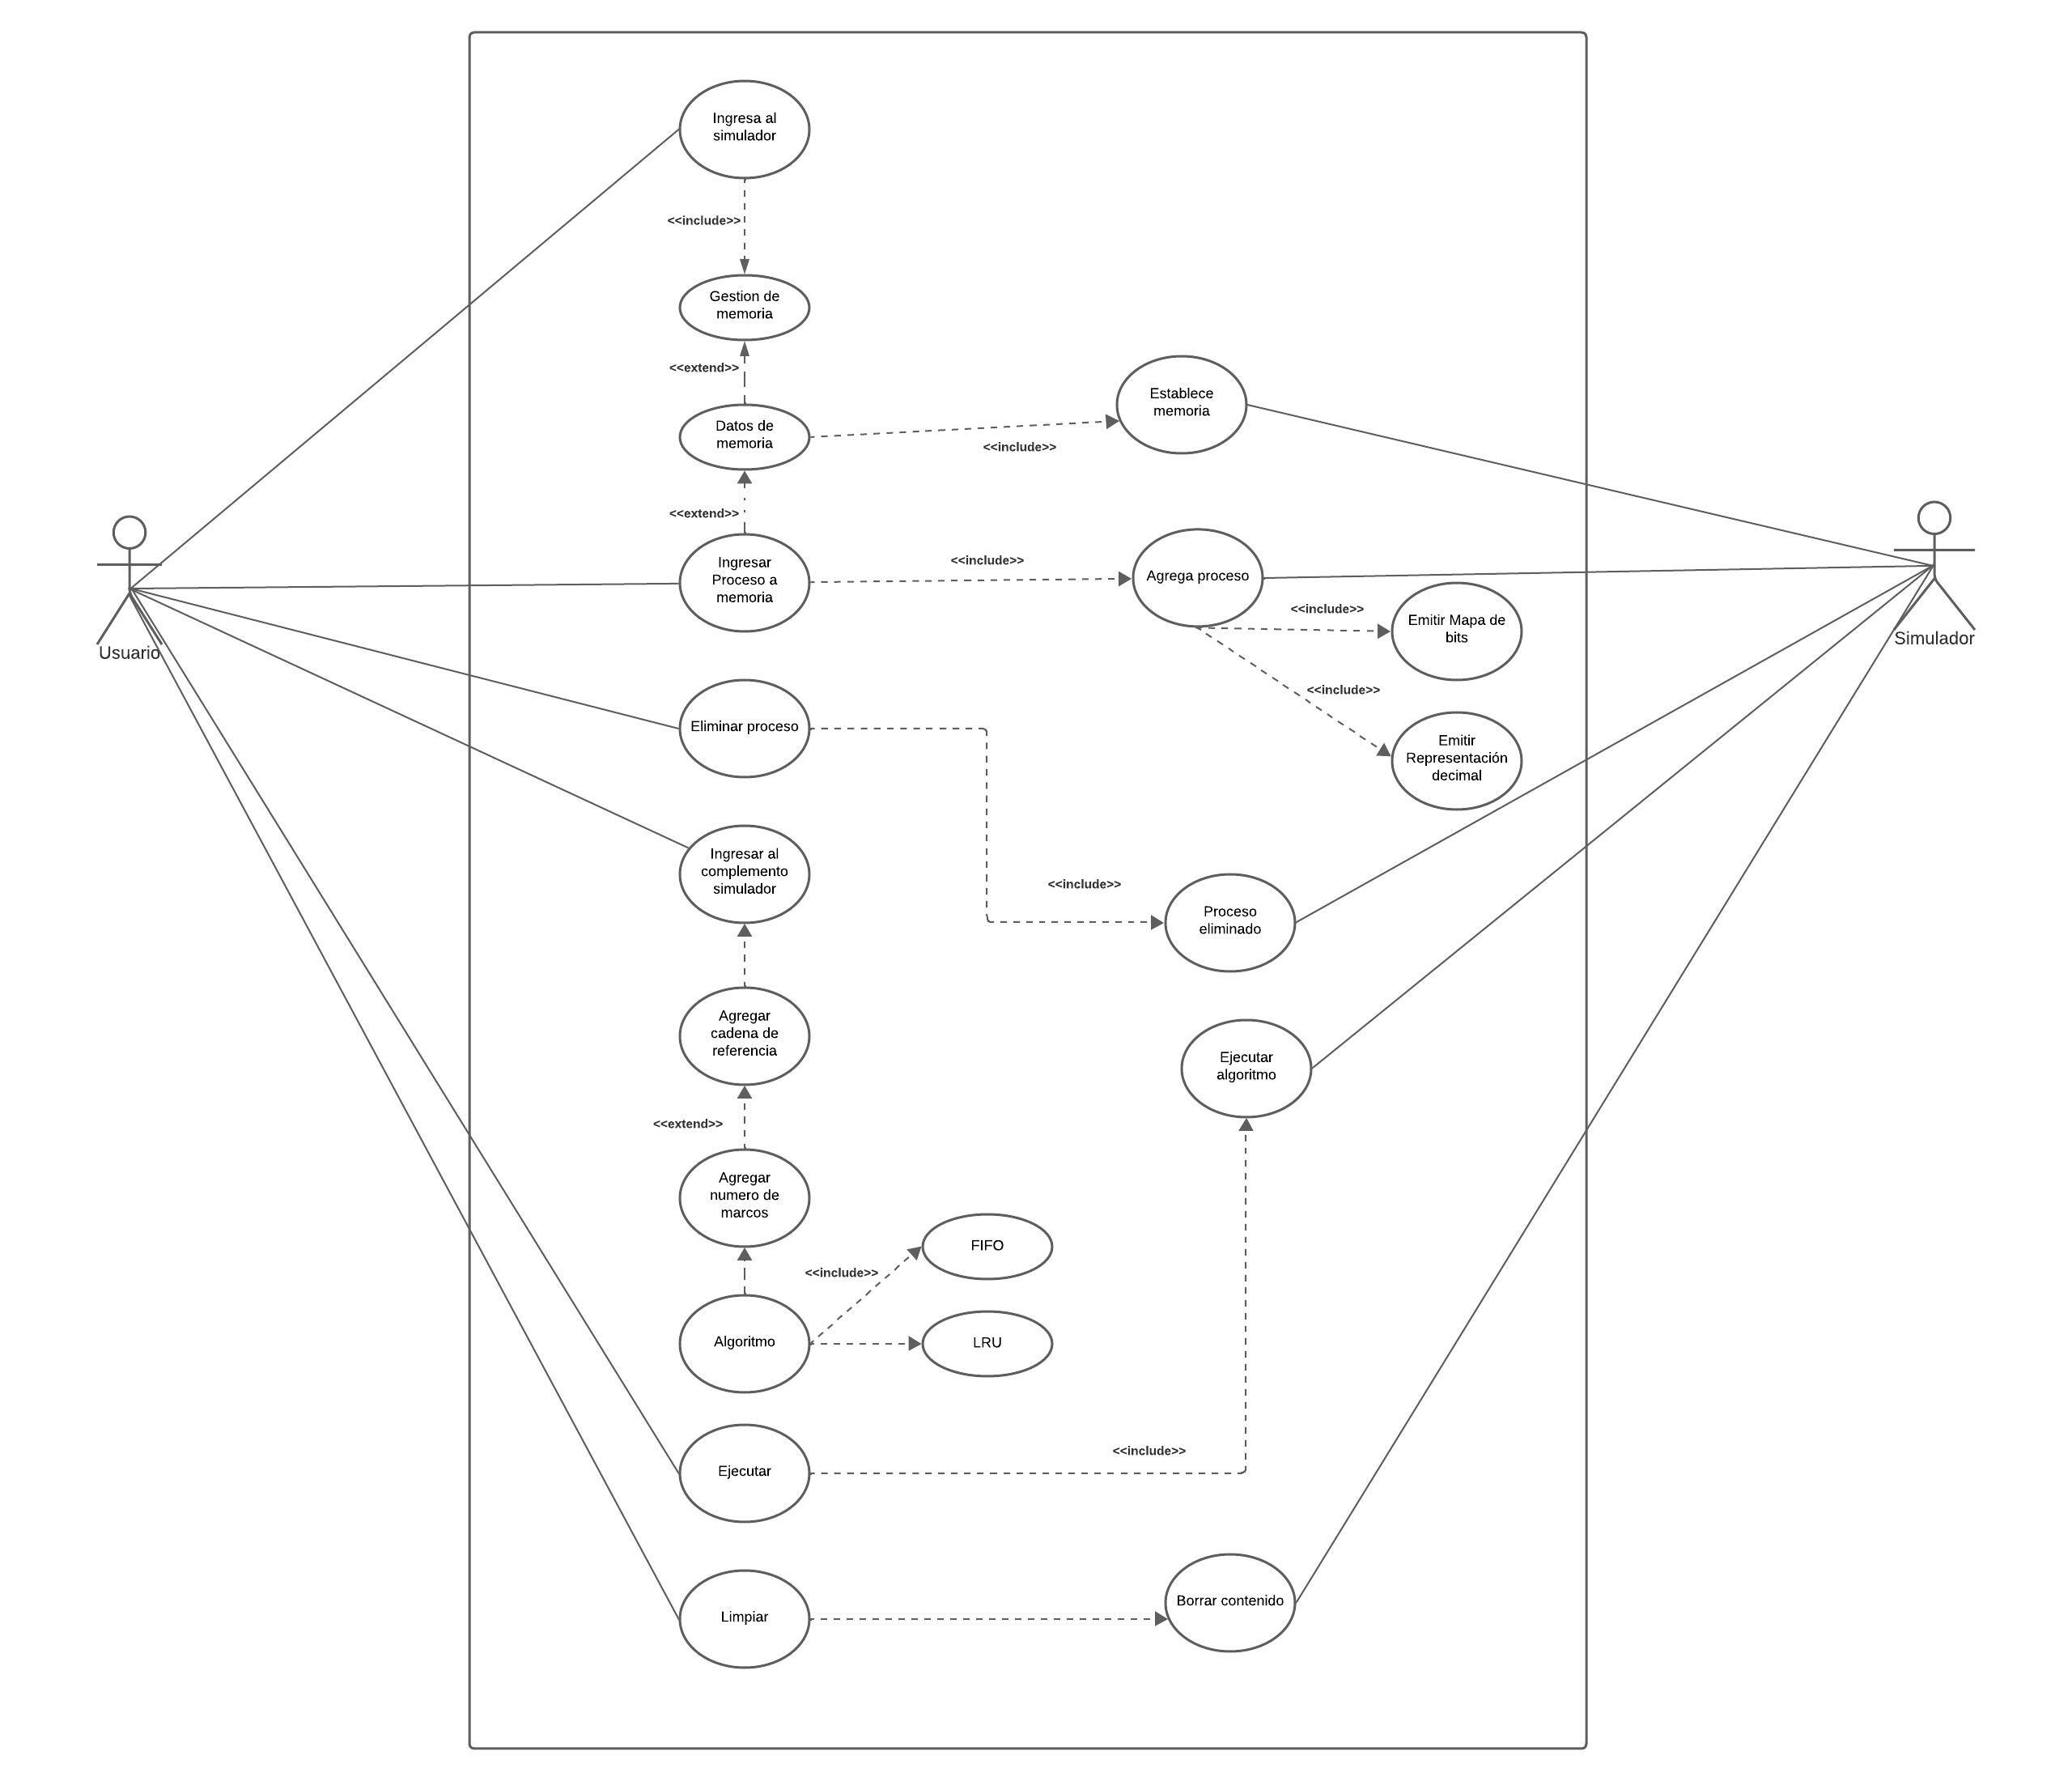 Ingresa al
simulador
<<include>>
Gestion de
memoria
<<extend>>
Datos de
memoria
<<include>>
Establece
memoria
<<extend>>
Ingresar
Proceso a
memoria
<<include>>
Agrega proceso
<<include>>
Emitir Mapa de
bits
<<include>>
Emitir
Representación
decimal
Usuario
Simulador
Eliminar proceso
<<include>>
Proceso
eliminado
Ingresar al
complemento
simulador
Agregar
cadena de
referencia
Ejecutar
algoritmo
<<extend>>
Agregar
numero de
marcos
<<include>>
FIFO
Algoritmo
LRU
Ejecutar
<<include>>
Limpiar
Borrar contenido